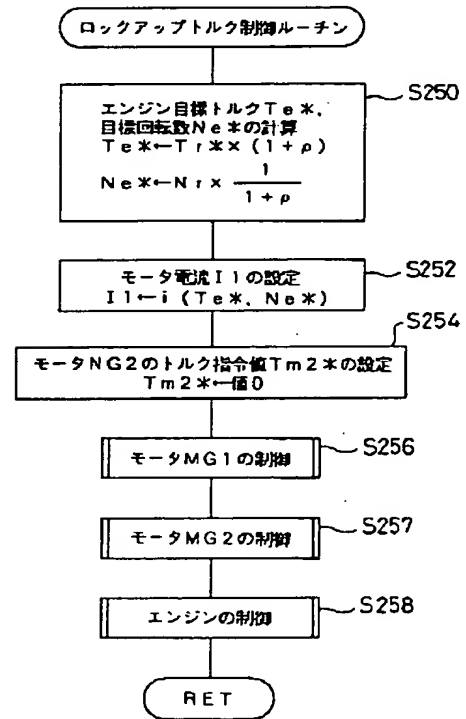 ロックアップトルク制御ルーチン
S250
エンジン目標トルクTe*,
目標回転数Ne*の計算
Te*←Tr*×(1+ρ)
Ne*←Nr× 1
1+ρ
S252
モータ電流I1の設定
I1←i(Te*,Ne*)
S254
モータNG2のトルク指令値Tm2*の設定
Tm2*←値0
モータMG1の制御
S256
モータMG2の制御
S257
エンジンの制御
S258
RET